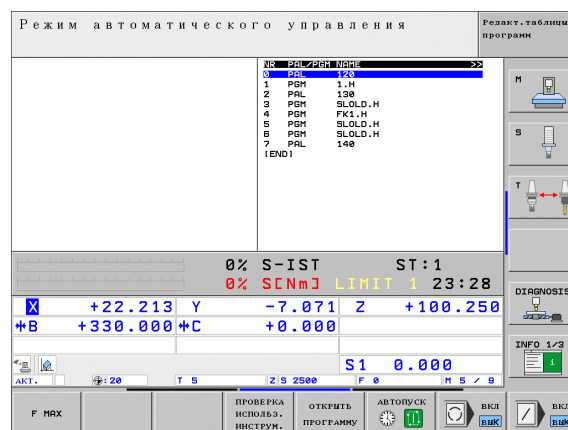 Режим автоматического управления
Редакт.таблицы
программ
NR PAL/PGM NAME >>
0 PAL 120
1 PGM 1.H
2 PAL 130
3 PGM SLOLD.H
4 PGM FK1.H
5 PGM SLOLD.H
6 PGM SLOLD.H
7 PAL 140
[END]
M
S
T
0% S-IST ST:1
0% S[Nm] LIMIT 1 23:28
X +22.213 Y -7.071 Z +100.250
B +330.000 C +0.000
S1 0.000
АКТ. :20 T 5 Z S 2500 F 0 M 5 / 9
DIAGNOSIS
INFO 1/3
i
F MAX
ПРОВЕРКА
ИСПОЛЬЗ.
ИНСТРУМ.
ОТКРЫТЬ
ПРОГРАММУ
АВТОПУСК
ВКЛ
ВЫК
ВКЛ
ВЫК